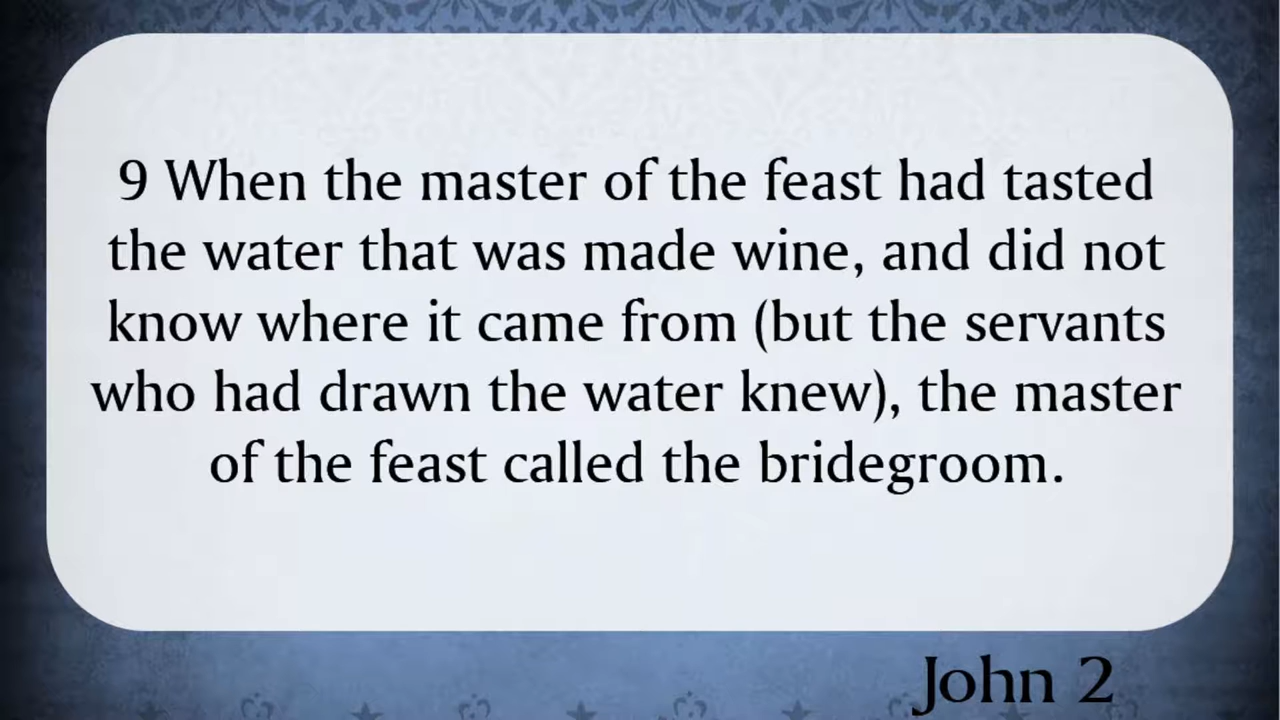 9 When the master of the feast had tasted
the water that was made wine, and did not
know where it came from (but the servants
who had drawn the water knew), the master
of the feast called the bridegroom.
John 2